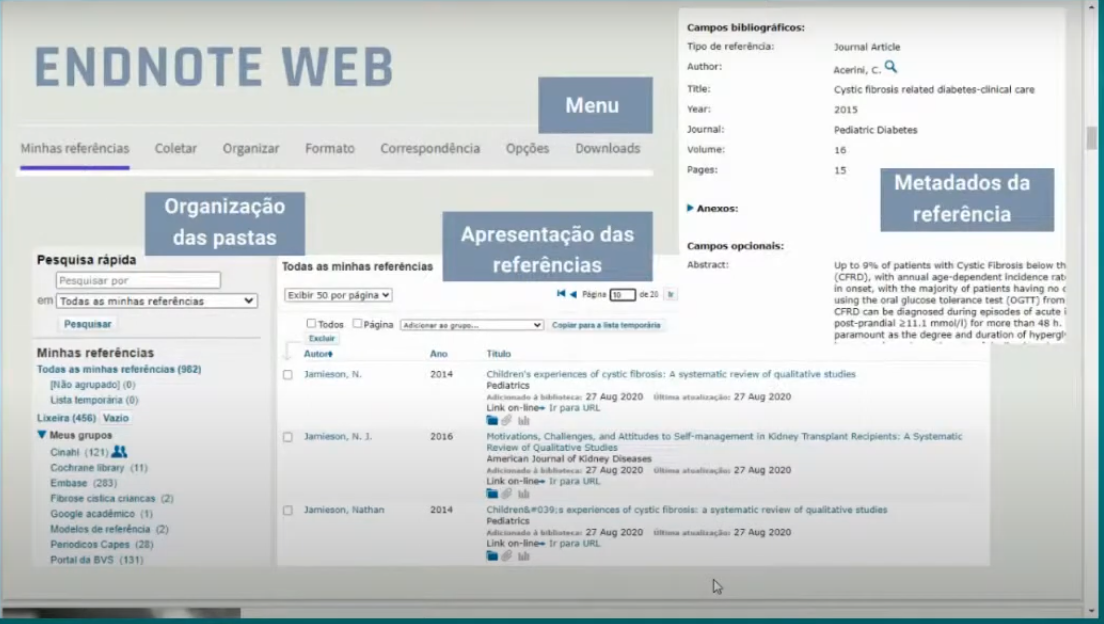 ENDNOTE WEB
Menu
Minhas referências Coletar Organizar Formato Correspondência Opções Downloads
Organização
das pastas
Apresentação das
referências
Metadados da
referência
Campos bibliográficos:
Tipo de referência: Journal Article
Author: Acerini, C.
Title: Cystic fibrosis related diabetes-clinical care
Year: 2015
Journal: Pediatric Diabetes
Volume: 16
Pages: 15
Anexos:
Campos opcionais:
Abstract: Up to 9% of patients with Cystic Fibrosis below th
(CFRD), with annual age-dependent incidence rat
in onset, with the majority of patients having no
using the oral glucose tolerance test (OGTT) from
CFRD can be diagnosed during episodes of acute i
post-prandial ≥11.1 mmol/l) for more than 48 h.
paramount as the degree and duration of hypergl
Pesquisa rápida
Pesquisar por
em Todas as minhas referências
Pesquisar
Minhas referências
Todas as minhas referências (982)
[Não agrupado] (0)
Lista temporária (0)
Lixeira (456) Vazio
Meus grupos
Cinahl (121)
Cochrane library (11)
Embase (283)
Fibrose cistica criancas (2)
Google acadêmico (1)
Modelos de referência (2)
Periodicos Capes (28)
Portal da BVS (131)
Todas as minhas referências
Exibir 50 por página
Página 10 de 20 Ir
Todos Página Adicionar ao grupo... Copiar para a lista temporária
Excluir
Autor Ano Título
Jamieson, N. 2014 Children's experiences of cystic fibrosis: A systematic review of qualitative studies
Pediatrics
Adicionado à biblioteca: 27 Aug 2020 Última atualização: 27 Aug 2020
Link on-line Ir para URL
Jamieson, N. J. 2016 Motivations, Challenges, and Attitudes to Self-management in Kidney Transplant Recipients: A Systematic
Review of Qualitative Studies
American Journal of Kidney Diseases
Adicionado à biblioteca: 27 Aug 2020 Última atualização: 27 Aug 2020
Link on-line Ir para URL
Jamieson, Nathan 2014 Children&#039;s experiences of cystic fibrosis: a systematic review of qualitative studies
Pediatrics
Adicionado à biblioteca: 27 Aug 2020 Última atualização: 27 Aug 2020
Link on-line Ir para URL